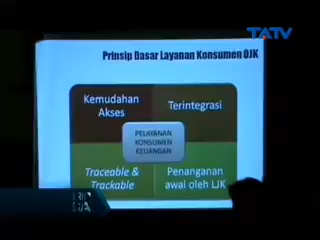 TATV
Prinsip Dasar Layanan Konsumen OJK
Kemudahan
Akses
Terintegrasi
PELAYANAN
KONSUMEN
KEUANGAN
Traceable &
Trackable
Penanganan
awal oleh LJK